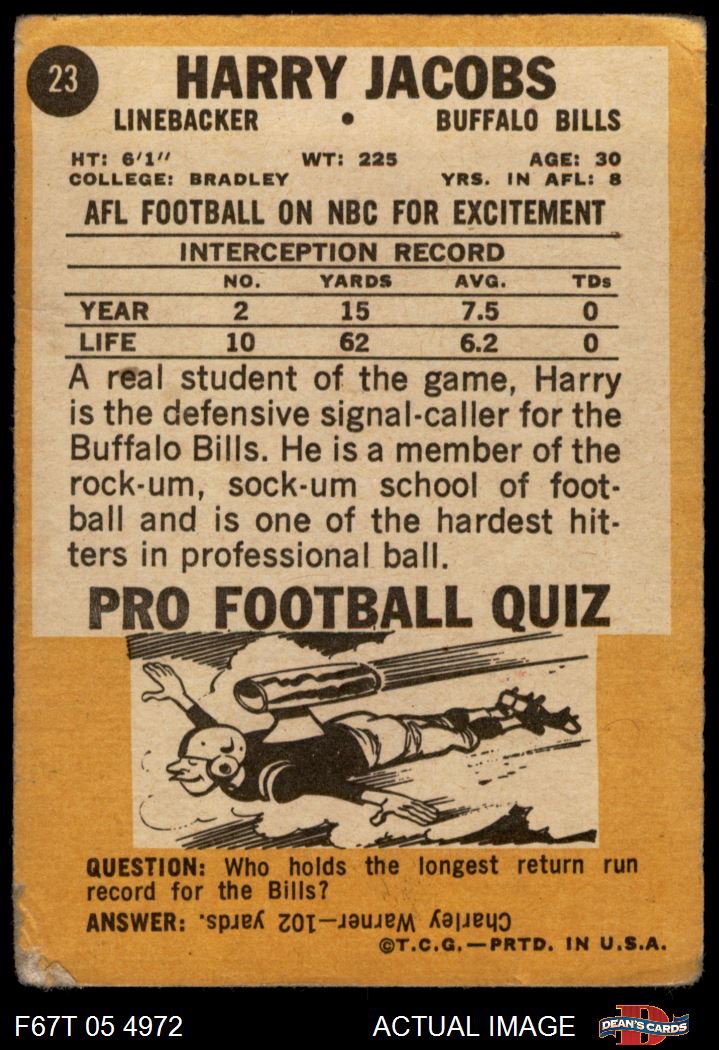 23
HARRY JACOBS
LINEBACKER • BUFFALO BILLS
HT: 6'1" WT: 225 AGE: 30
COLLEGE: BRADLEY YRS. IN AFL: 8
AFL FOOTBALL ON NBC FOR EXCITEMENT
INTERCEPTION RECORD
NO. YARDS AVG. TDs
YEAR 2 15 7.5 0
LIFE 10 62 6.2 0
A real student of the game, Harry
is the defensive signal-caller for the
Buffalo Bills. He is a member of the
rock-um, sock-um school of foot-
ball and is one of the hardest hit-
ters in professional ball.
PRO FOOTBALL QUIZ
QUESTION: Who holds the longest return run
record for the Bills?
ANSWER: Charley Warner—102 yards.
©T.C.G.—PRTD. IN U.S.A.
F67T 05 4972 ACTUAL IMAGE D DEAN'S CARDS